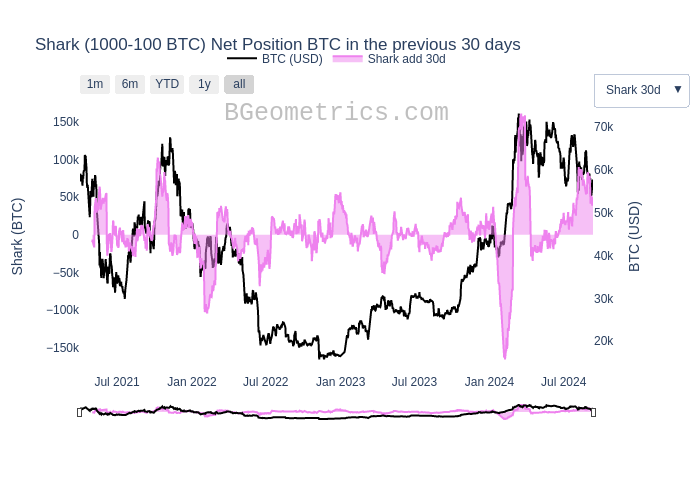 Shark (1000-100 BTC) Net Position BTC in the previous 30 days
BTC (USD) Shark add 30d
1m 6m YTD 1y all
Shark 30d ▼
BGeometrics.com
150k
100k
50k
0
−50k
−100k
−150k
Shark (BTC)
70k
60k
50k
40k
30k
20k
BTC (USD)
Jul 2021 Jan 2022 Jul 2022 Jan 2023 Jul 2023 Jan 2024 Jul 2024